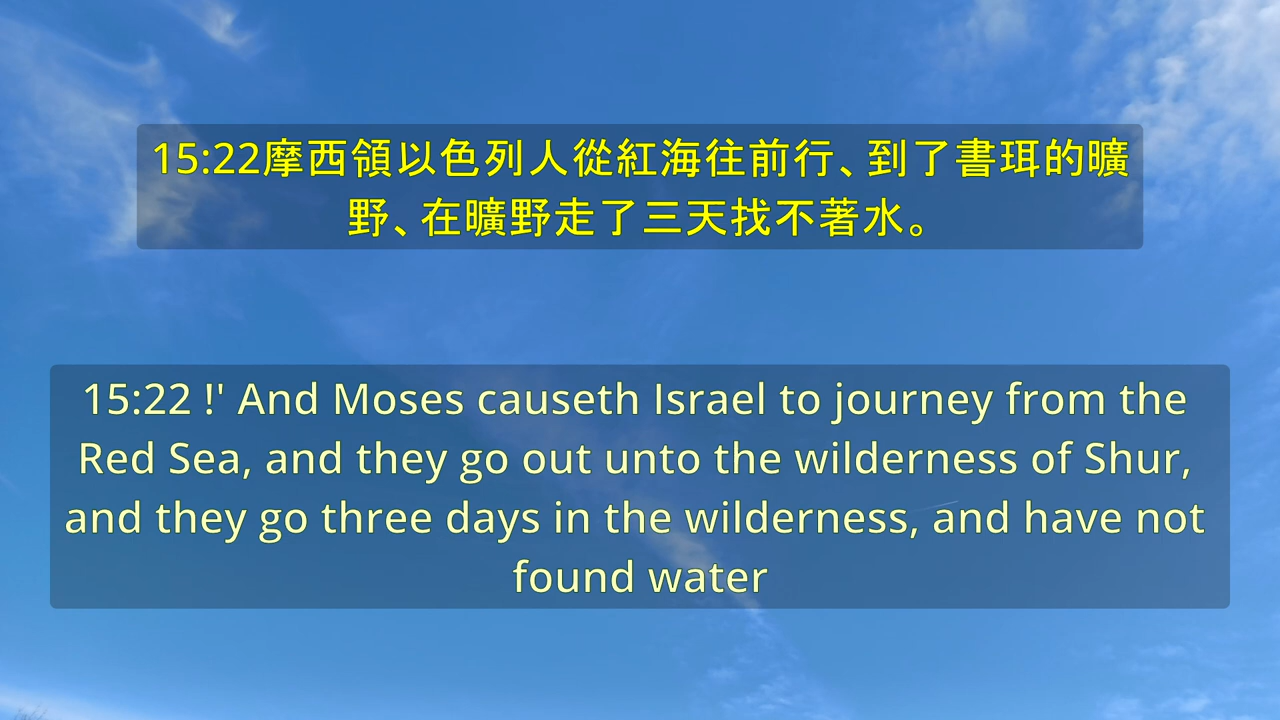 15:22摩西領以色列人從紅海往前行、到了書珥的曠
野、在曠野走了三天找不著水。
15:22 !' And Moses causeth Israel to journey from the
Red Sea, and they go out unto the wilderness of Shur,
and they go three days in the wilderness, and have not
found water